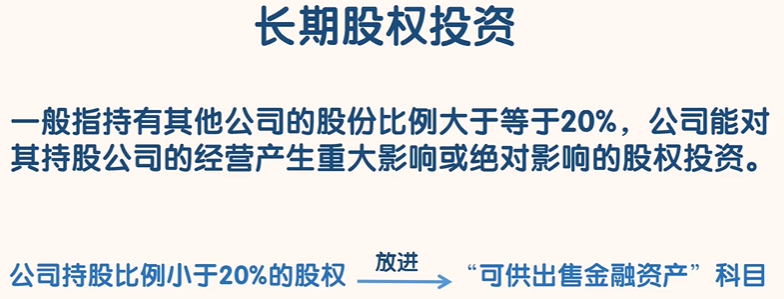 长期股权投资
一般指持有其他公司的股份比例大于等于20%，公司能对
其持股公司的经营产生重大影响或绝对影响的股权投资。
放进
公司持股比例小于20%的股权 “可供出售金融资产”科目